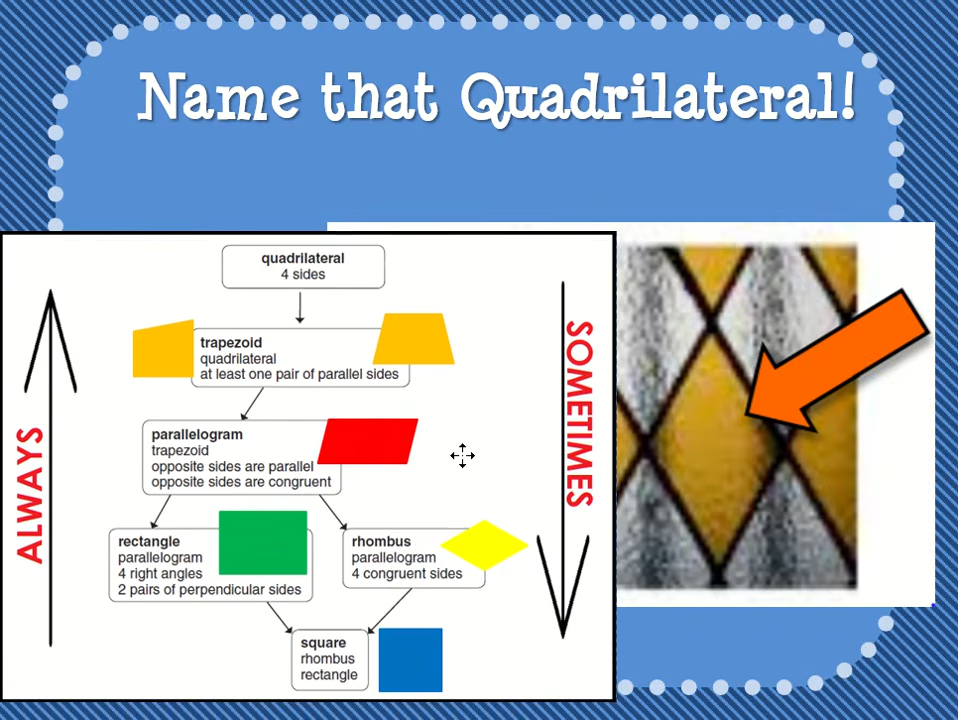 Name that Quadrilateral!
quadrilateral
4 sides
trapezoid
quadrilateral
at least one pair of parallel sides
parallelogram
trapezoid
opposite sides are parallel
opposite sides are congruent
rectangle
parallelogram
4 right angles
2 pairs of perpendicular sides
rhombus
parallelogram
4 congruent sides
square
rhombus
rectangle
ALWAYS
SOMETIMES